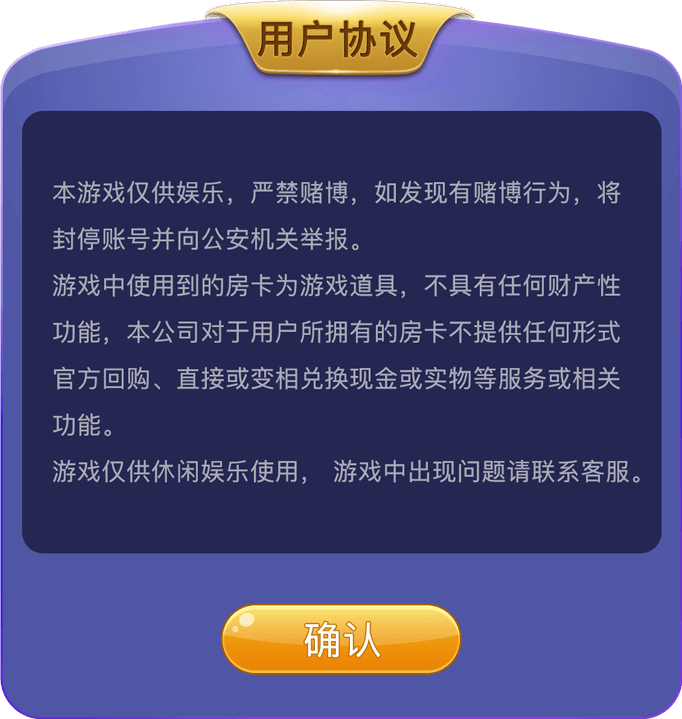 用户协议
本游戏仅供娱乐，严禁赌博，如发现有赌博行为，将
封停账号并向公安机关举报。
游戏中使用到的房卡为游戏道具，不具有任何财产性
功能，本公司对于用户所拥有的房卡不提供任何形式
官方回购、直接或变相兑换现金或实物等服务或相关
功能。
游戏仅供休闲娱乐使用， 游戏中出现问题请联系客服。
确认